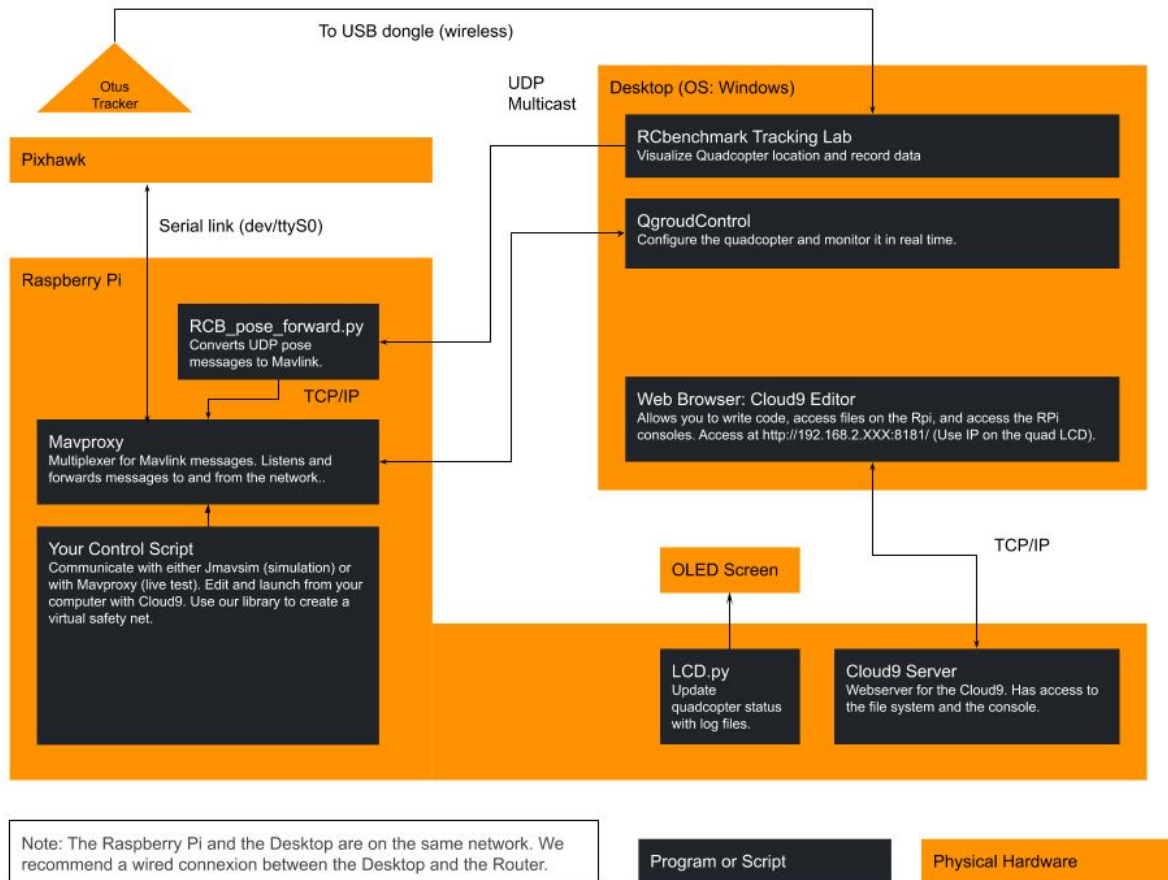 To USB dongle (wireless)
Otus
Tracker
UDP
Multicast
Desktop (OS: Windows)
RCbenchmark Tracking Lab
Visualize Quadcopter location and record data
Pixhawk
QgroudControl
Configure the quadcopter and monitor it in real time.
Serial link (dev/ttyS0)
Raspberry Pi
RCB_pose_forward.py
Converts UDP pose
messages to Mavlink.
TCP/IP
Web Browser: Cloud9 Editor
Allows you to write code, access files on the Rpi, and access the RPi
consoles. Access at http://192.168.2.XXX:8181/ (Use IP on the quad LCD).
Mavproxy
Multiplexer for Mavlink messages. Listens and
forwards messages to and from the network..
Your Control Script
Communicate with either Jmavsim (simulation) or
with Mavproxy (live test). Edit and launch from your
computer with Cloud9. Use our library to create a
virtual safety net.
TCP/IP
OLED Screen
LCD.py
Update
quadcopter status
with log files.
Cloud9 Server
Webserver for the Cloud9. Has access to
the file system and the console.
Note: The Raspberry Pi and the Desktop are on the same network. We
recommend a wired connexion between the Desktop and the Router.
Program or Script
Physical Hardware